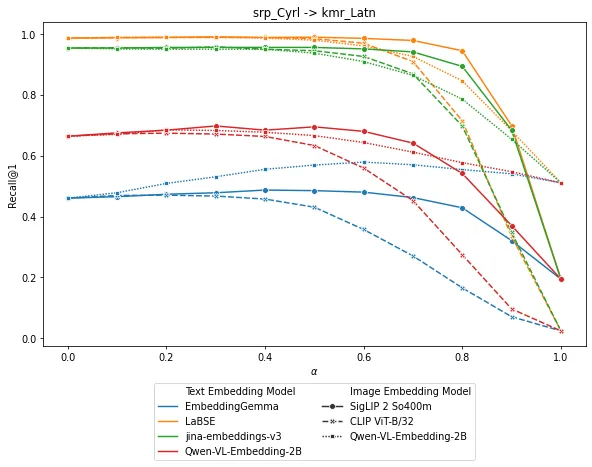 srp_Cyrl -> kmr_Latn
1.0
0.8
0.6
0.4
0.2
0.0
Recall@1
0.0 0.2 0.4 0.6 0.8 1.0
α
Text Embedding Model Image Embedding Model
EmbeddingGemma SigLIP 2 So400m
LaBSE CLIP ViT-B/32
jina-embeddings-v3 Qwen-VL-Embedding-2B
Qwen-VL-Embedding-2B